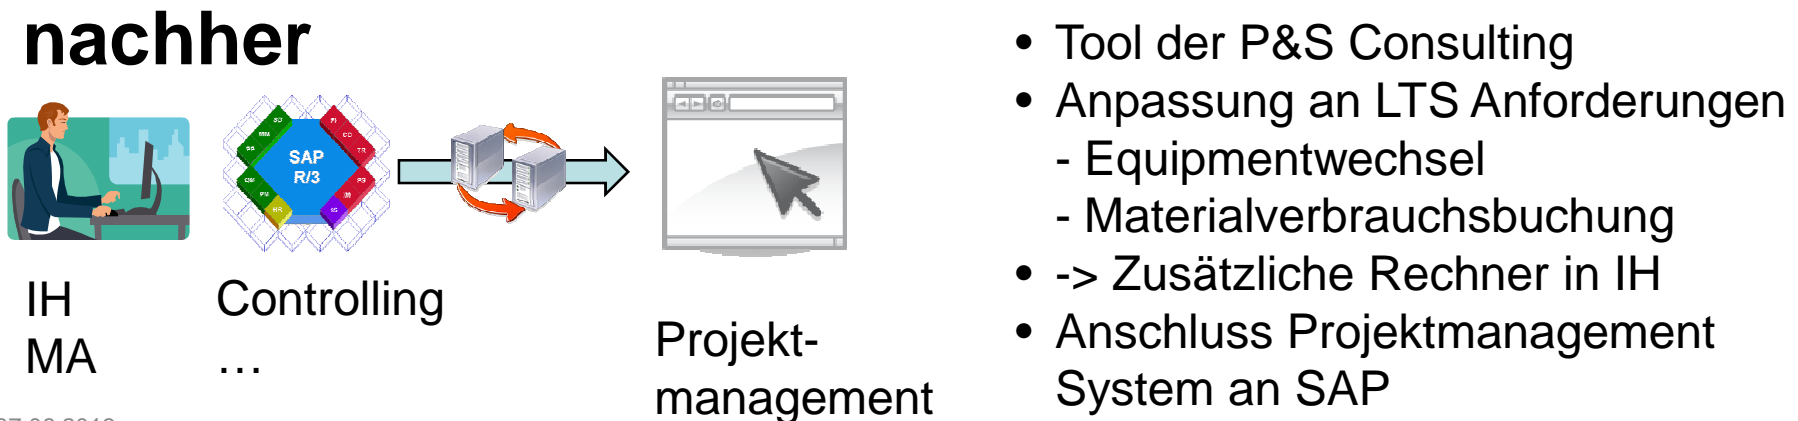 nachher
SAP
R/3
IH
MA
Controlling
…
Projekt-
management
• Tool der P&S Consulting
• Anpassung an LTS Anforderungen
- Equipmentwechsel
- Materialverbrauchsbuchung
• -> Zusätzliche Rechner in IH
• Anschluss Projektmanagement
System an SAP